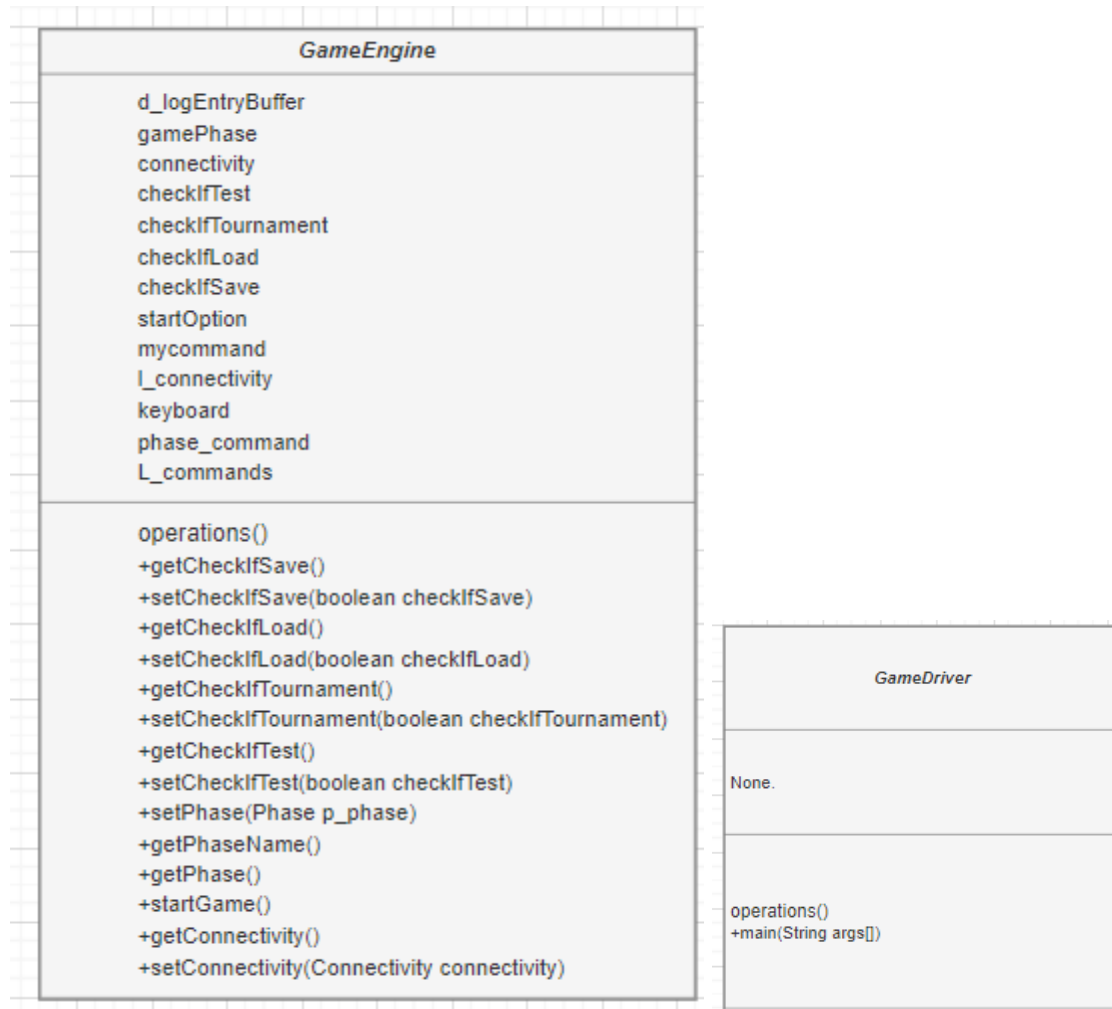 GameEngine
d_logEntryBuffer
gamePhase
connectivity
checkIfTest
checkIfTournament
checkIfLoad
checkIfSave
startOption
mycommand
l_connectivity
keyboard
phase_command
L_commands
operations()
+getCheckIfSave()
+setCheckIfSave(boolean checkIfSave)
+getCheckIfLoad()
+setCheckIfLoad(boolean checkIfLoad)
+getCheckIfTournament()
+setCheckIfTournament(boolean checkIfTournament)
+getCheckIfTest()
+setCheckIfTest(boolean checkIfTest)
+setPhase(Phase p_phase)
+getPhaseName()
+getPhase()
+startGame()
+getConnectivity()
+setConnectivity(Connectivity connectivity)
GameDriver
None.
operations()
+main(String args[])